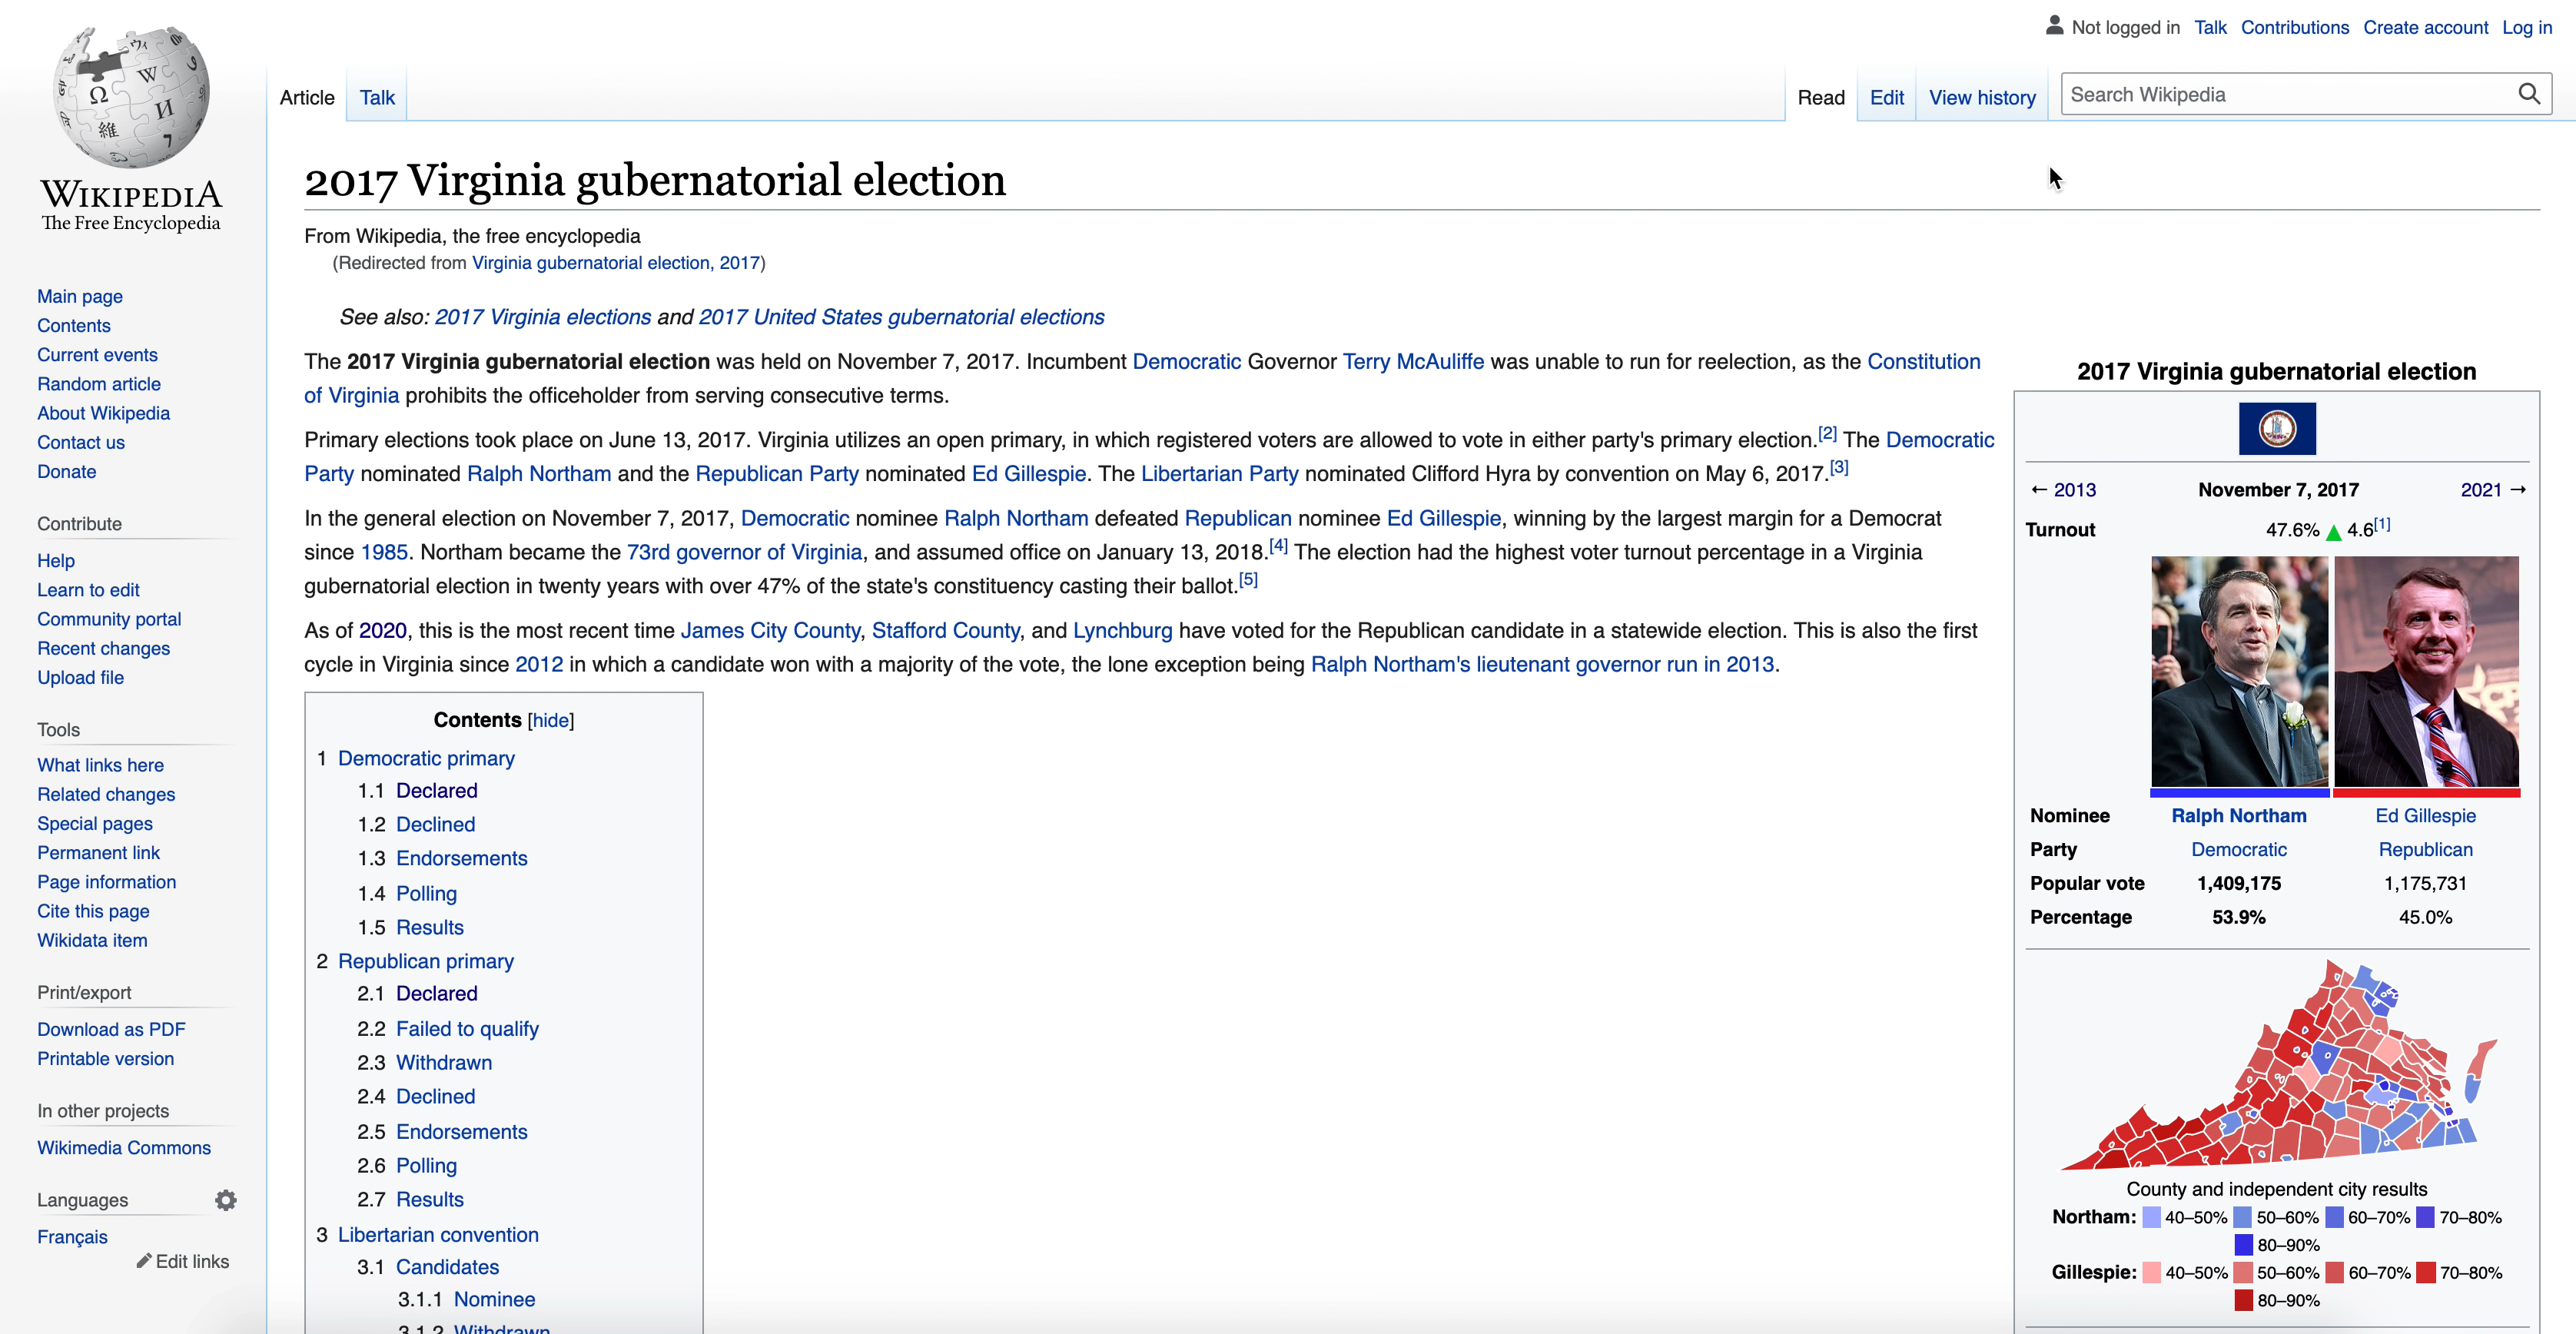 Not logged in Talk Contributions Create account Log in
Article Talk
Read Edit View history Search Wikipedia
WIKIPEDIA
The Free Encyclopedia
Main page
Contents
Current events
Random article
About Wikipedia
Contact us
Donate
Contribute
Help
Learn to edit
Community portal
Recent changes
Upload file
Tools
What links here
Related changes
Special pages
Permanent link
Page information
Cite this page
Wikidata item
Print/export
Download as PDF
Printable version
In other projects
Wikimedia Commons
Languages
Français
Edit links
2017 Virginia gubernatorial election
From Wikipedia, the free encyclopedia
(Redirected from Virginia gubernatorial election, 2017)
See also: 2017 Virginia elections and 2017 United States gubernatorial elections
The 2017 Virginia gubernatorial election was held on November 7, 2017. Incumbent Democratic Governor Terry McAuliffe was unable to run for reelection, as the Constitution
of Virginia prohibits the officeholder from serving consecutive terms.
Primary elections took place on June 13, 2017. Virginia utilizes an open primary, in which registered voters are allowed to vote in either party's primary election.[2] The Democratic
Party nominated Ralph Northam and the Republican Party nominated Ed Gillespie. The Libertarian Party nominated Clifford Hyra by convention on May 6, 2017.[3]
In the general election on November 7, 2017, Democratic nominee Ralph Northam defeated Republican nominee Ed Gillespie, winning by the largest margin for a Democrat
since 1985. Northam became the 73rd governor of Virginia, and assumed office on January 13, 2018.[4] The election had the highest voter turnout percentage in a Virginia
gubernatorial election in twenty years with over 47% of the state's constituency casting their ballot.[5]
As of 2020, this is the most recent time James City County, Stafford County, and Lynchburg have voted for the Republican candidate in a statewide election. This is also the first
cycle in Virginia since 2012 in which a candidate won with a majority of the vote, the lone exception being Ralph Northam's lieutenant governor run in 2013.
Contents [hide]
1 Democratic primary
1.1 Declared
1.2 Declined
1.3 Endorsements
1.4 Polling
1.5 Results
2 Republican primary
2.1 Declared
2.2 Failed to qualify
2.3 Withdrawn
2.4 Declined
2.5 Endorsements
2.6 Polling
2.7 Results
3 Libertarian convention
3.1 Candidates
3.1.1 Nominee
3.1.2 Withdrawn
2017 Virginia gubernatorial election
← 2013 November 7, 2017 2021 →
Turnout 47.6% ▲ 4.6[1]
Nominee Ralph Northam Ed Gillespie
Party Democratic Republican
Popular vote 1,409,175 1,175,731
Percentage 53.9% 45.0%
County and independent city results
Northam: 40–50% 50–60% 60–70% 70–80%
80–90%
Gillespie: 40–50% 50–60% 60–70% 70–80%
80–90%